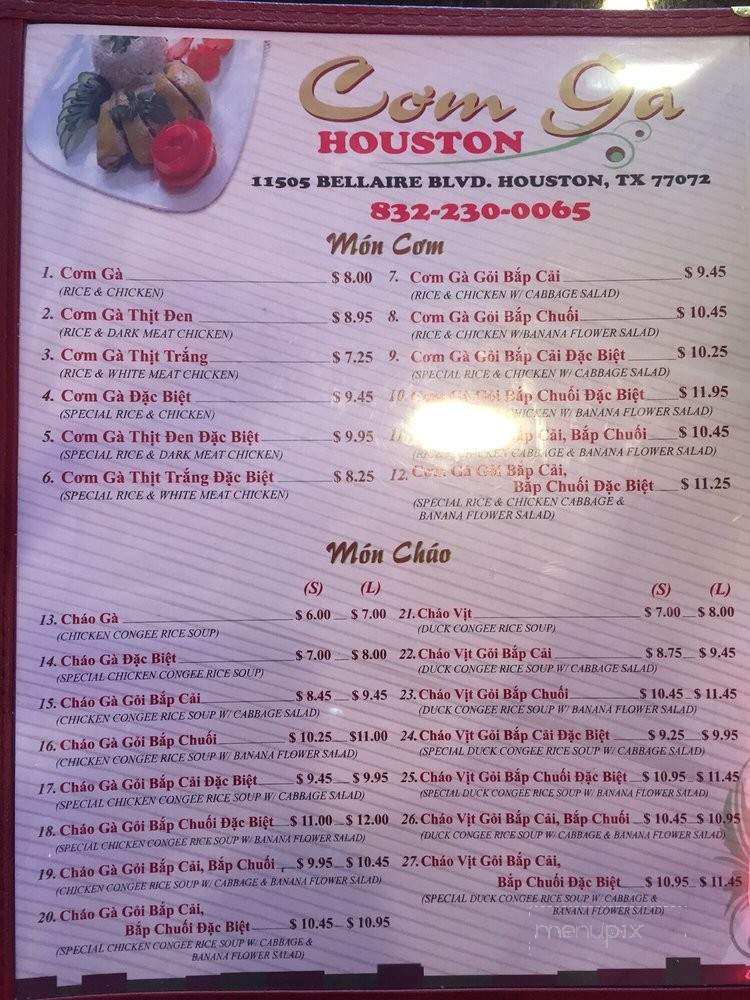 Cơm Gà
HOUSTON
11505 BELLAIRE BLVD. HOUSTON, TX 77072
832-230-0065
Món Cơm
1. Cơm Gà $ 8.00
(RICE & CHICKEN)
2. Cơm Gà Thịt Đen $ 8.95
(RICE & DARK MEAT CHICKEN)
3. Cơm Gà Thịt Trắng $ 7.25
(RICE & WHITE MEAT CHICKEN)
4. Cơm Gà Đặc Biệt $ 9.45
(SPECIAL RICE & CHICKEN)
5. Cơm Gà Thịt Đen Đặc Biệt $ 9.95
(SPECIAL RICE & DARK MEAT CHICKEN)
6. Cơm Gà Thịt Trắng Đặc Biệt $ 8.25
(SPECIAL RICE & WHITE MEAT CHICKEN)
7. Cơm Gà Gỏi Bắp Cải $ 9.45
(RICE & CHICKEN W/ CABBAGE SALAD)
8. Cơm Gà Gỏi Bắp Chuối $ 10.45
(RICE & CHICKEN W/BANANA FLOWER SALAD)
9. Cơm Gà Gỏi Bắp Cải Đặc Biệt $ 10.25
(SPECIAL RICE & CHICKEN W/ CABBAGE SALAD)
10. Cơm Gà Gỏi Bắp Chuối Đặc Biệt $ 11.95
CHICKEN W/ BANANA FLOWER SALAD)
Bắp Cải, Bắp Chuối $ 10.45
CABBAGE & BANANA FLOWER SALAD)
12. Cơm Gà Gỏi Bắp Cải,
Bắp Chuối Đặc Biệt $ 11.25
(SPECIAL RICE & CHICKEN CABBAGE &
BANANA FLOWER SALAD)
Món Cháo
(S) (L)
13. Cháo Gà $ 6.00 $ 7.00
(CHICKEN CONGEE RICE SOUP)
14. Cháo Gà Đặc Biệt $ 7.00 $ 8.00
(SPECIAL CHICKEN CONGEE RICE SOUP)
15. Cháo Gà Gỏi Bắp Cải $ 8.45 $ 9.45
(CHICKEN CONGEE RICE SOUP W/ CABBAGE SALAD)
16. Cháo Gà Gỏi Bắp Chuối $ 10.25 $11.00
(CHICKEN CONGEE RICE SOUP W/ BANANA FLOWER SALAD)
17. Cháo Gà Gỏi Bắp Cải Đặc Biệt $ 9.45 $ 9.95
(SPECIAL CHICKEN CONGEE RICE SOUP W/ CABBAGE SALAD)
18. Cháo Gà Gỏi Bắp Chuối Đặc Biệt $ 11.00 $ 12.00
(SPECIAL CHICKEN CONGEE RICE SOUP W/ BANANA FLOWER SALAD)
19. Cháo Gà Gỏi Bắp Cải, Bắp Chuối $ 9.95 $ 10.45
(CHICKEN CONGEE RICE SOUP W/ CABBAGE & BANANA FLOWER SALAD)
20. Cháo Gà Gỏi Bắp Cải,
Bắp Chuối Đặc Biệt $ 10.45 $ 10.95
(SPECIAL CHICKEN CONGEE RICE SOUP W/ CABBAGE &
BANANA FLOWER SALAD)
(S) (L)
21. Cháo Vịt $ 7.00 $ 8.00
(DUCK CONGEE RICE SOUP)
22. Cháo Vịt Gỏi Bắp Cải $ 8.75 $ 9.45
(DUCK CONGEE RICE SOUP W/ CABBAGE SALAD)
23. Cháo Vịt Gỏi Bắp Chuối $ 10.45 $ 11.45
(DUCK CONGEE RICE SOUP W/ BANANA FLOWER SALAD)
24. Cháo Vịt Gỏi Bắp Cải Đặc Biệt $ 9.25 $ 9.95
(SPECIAL DUCK CONGEE RICE SOUP W/ CABBAGE SALAD)
25. Cháo Vịt Gỏi Bắp Chuối Đặc Biệt $ 10.95 $ 11.45
(SPECIAL DUCK CONGEE RICE SOUP W/ BANANA FLOWER SALAD)
26. Cháo Vịt Gỏi Bắp Cải, Bắp Chuối $ 10.45 $ 10.95
(DUCK CONGEE RICE SOUP W/ CABBAGE & BANANA FLOWER SALAD)
27. Cháo Vịt Gỏi Bắp Cải,
Bắp Chuối Đặc Biệt $ 10.95 $ 11.45
(SPECIAL DUCK CONGEE RICE SOUP W/ CABBAGE &
BANANA FLOWER SALAD)
menupix